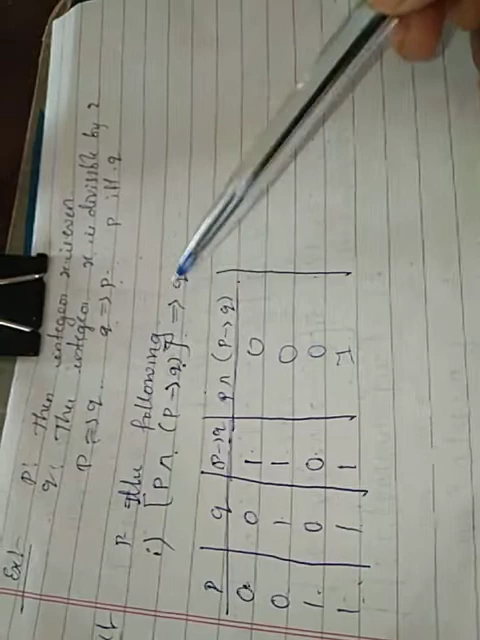 Ex:-
p: The integer x is even
q: The integer x is divisible by 2
p => q q => p p iff q
the following
i) [p ∧ (p → q)] => q
p q p→q p ∧ (p → q)
0 0 1 0
0 1 1 0
1 0 0 0
1 1 1 1